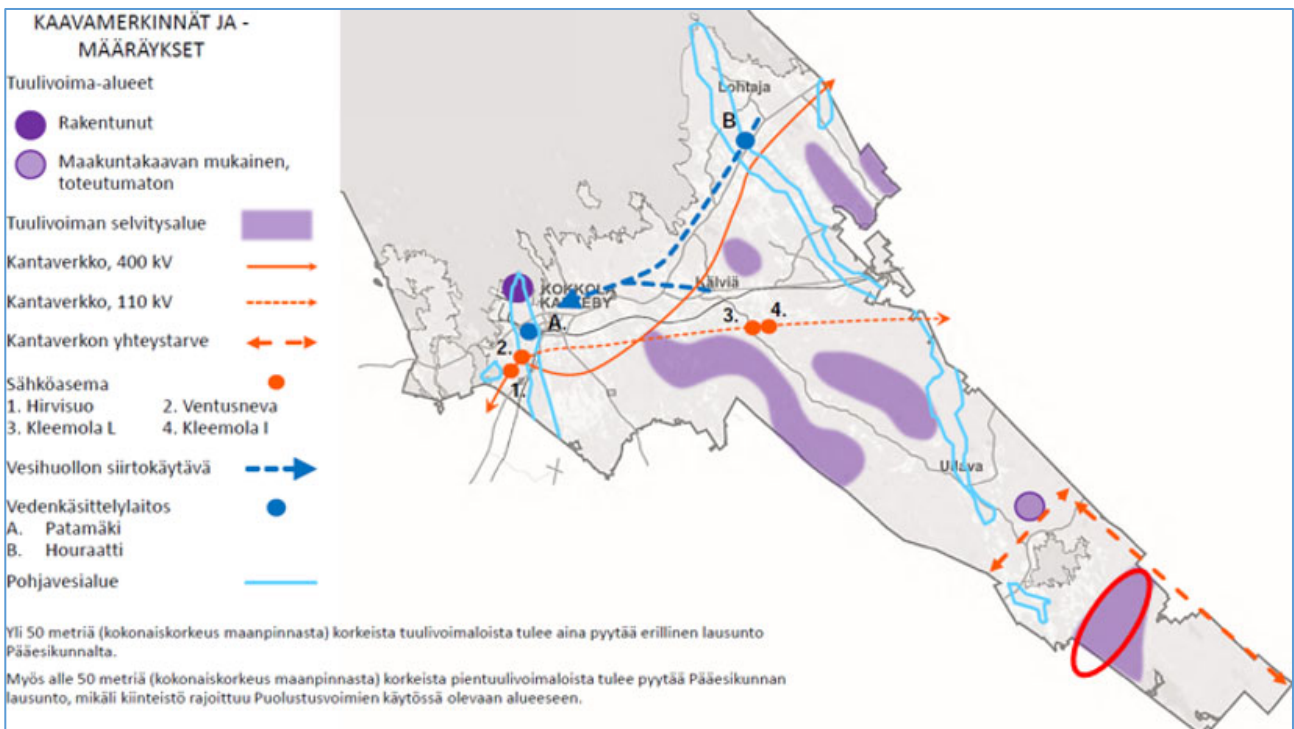 KAAVAMERKINNÄT JA -
MÄÄRÄYKSET
Tuulivoima-alueet
Rakentunut
Maakuntakaavan mukainen,
toteutumaton
Tuulivoiman selvitysalue
Kantaverkko, 400 kV
Kantaverkko, 110 kV
Kantaverkon yhteystarve
Sähköasema
1. Hirvisuo 2. Ventusneva
3. Kleemola L 4. Kleemola I
Vesihuollon siirtokäytävä
Vedenkäsittelylaitos
A. Patamäki
B. Houraatti
Pohjavesialue
Yli 50 metriä (kokonaiskorkeus maanpinnasta) korkeista tuulivoimaloista tulee aina pyytää erillinen lausunto
Pääesikunnalta.
Myös alle 50 metriä (kokonaiskorkeus maanpinnasta) korkeista pientuulivoimaloista tulee pyytää Pääesikunnan
lausunto, mikäli kiinteistö rajoittuu Puolustusvoimien käytössä olevaan alueeseen.
Lohtaja
B
KOKKOLA
KARLEBY
Kälviä
A.
3.
4.
2.
1.
Ullava